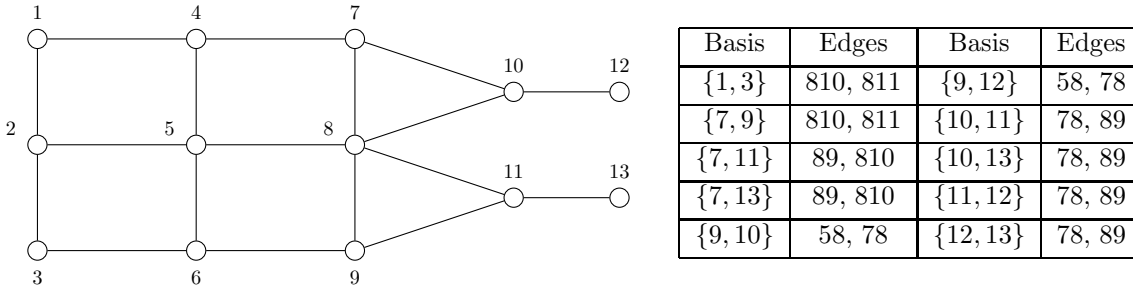 1 4 7
10 12
2 5 8
11 13
3 6 9
Basis Edges Basis Edges
{1, 3} 810, 811 {9, 12} 58, 78
{7, 9} 810, 811 {10, 11} 78, 89
{7, 11} 89, 810 {10, 13} 78, 89
{7, 13} 89, 810 {11, 12} 78, 89
{9, 10} 58, 78 {12, 13} 78, 89